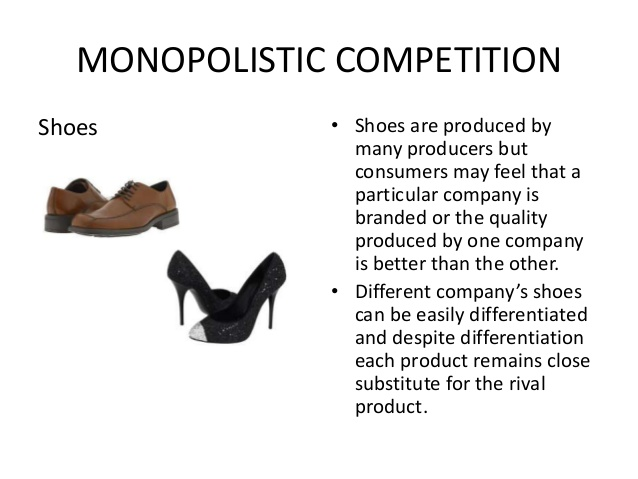 MONOPOLISTIC COMPETITION
Shoes
• Shoes are produced by
many producers but
consumers may feel that a
particular company is
branded or the quality
produced by one company
is better than the other.
• Different company’s shoes
can be easily differentiated
and despite differentiation
each product remains close
substitute for the rival
product.